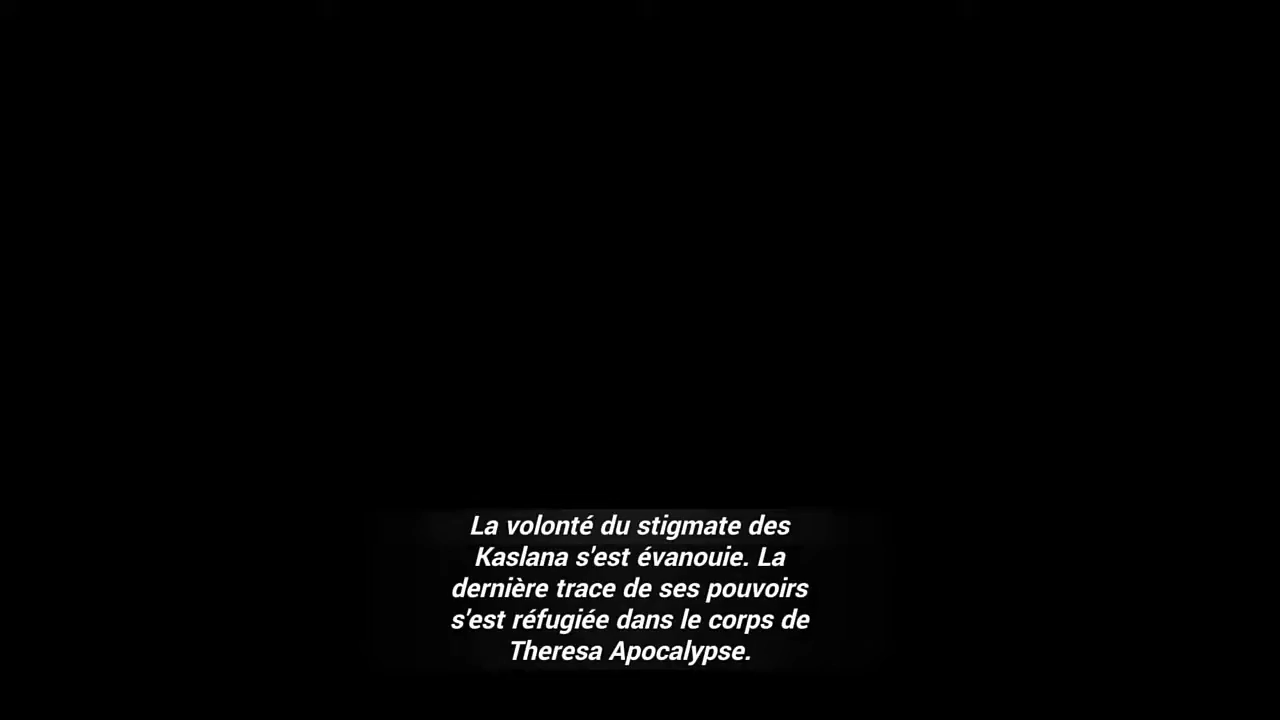 La volonté du stigmate des
Kaslana s'est évanouie. La
dernière trace de ses pouvoirs
s'est réfugiée dans le corps de
Theresa Apocalypse.